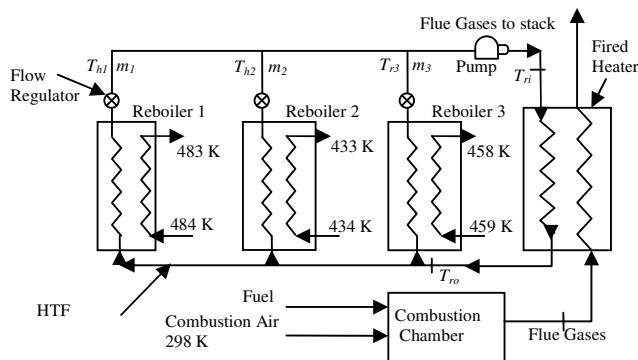 Flue Gases to stack
Fired
Heater
T_h1 m_1
T_h2 m_2
T_r3 m_3
Pump
T_ri
Flow
Regulator
Reboiler 1
Reboiler 2
Reboiler 3
483 K
433 K
458 K
484 K
434 K
459 K
T_ro
HTF
Fuel
Combustion Air
298 K
Combustion
Chamber
Flue Gases